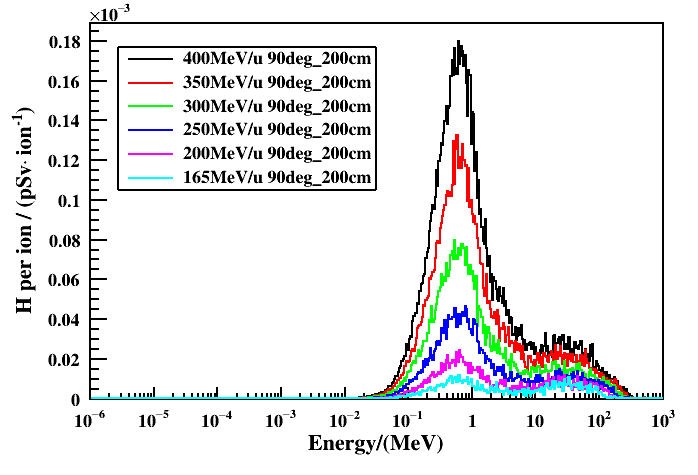 ×10⁻³
0.18
0.16
0.14
0.12
0.1
0.08
0.06
0.04
0.02
0
H per ion / (pSv· ion⁻¹)
400MeV/u 90deg_200cm
350MeV/u 90deg_200cm
300MeV/u 90deg_200cm
250MeV/u 90deg_200cm
200MeV/u 90deg_200cm
165MeV/u 90deg_200cm
10⁻⁶ 10⁻⁵ 10⁻⁴ 10⁻³ 10⁻² 10⁻¹ 1 10 10² 10³
Energy/(MeV)